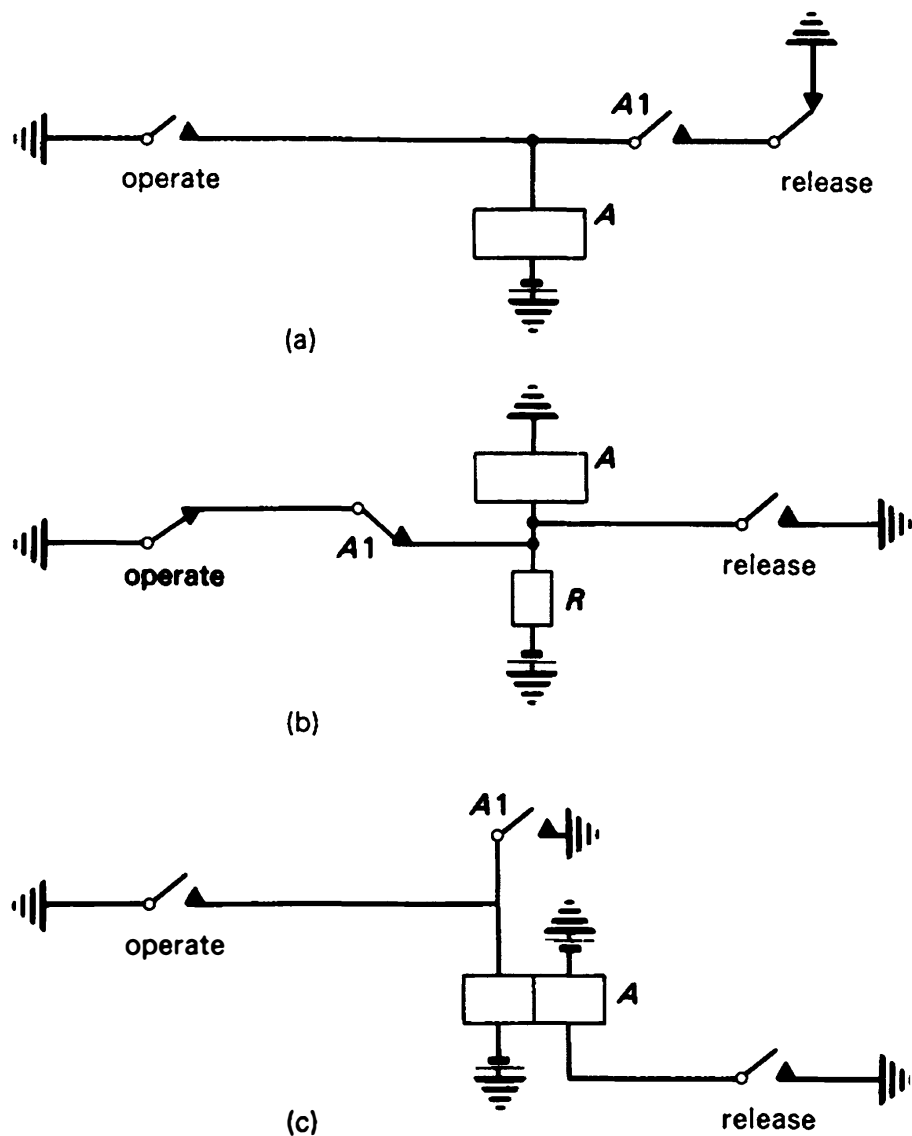 A1
operate
release
A
(a)
A
A1
operate
release
R
(b)
A1
operate
A
release
(c)